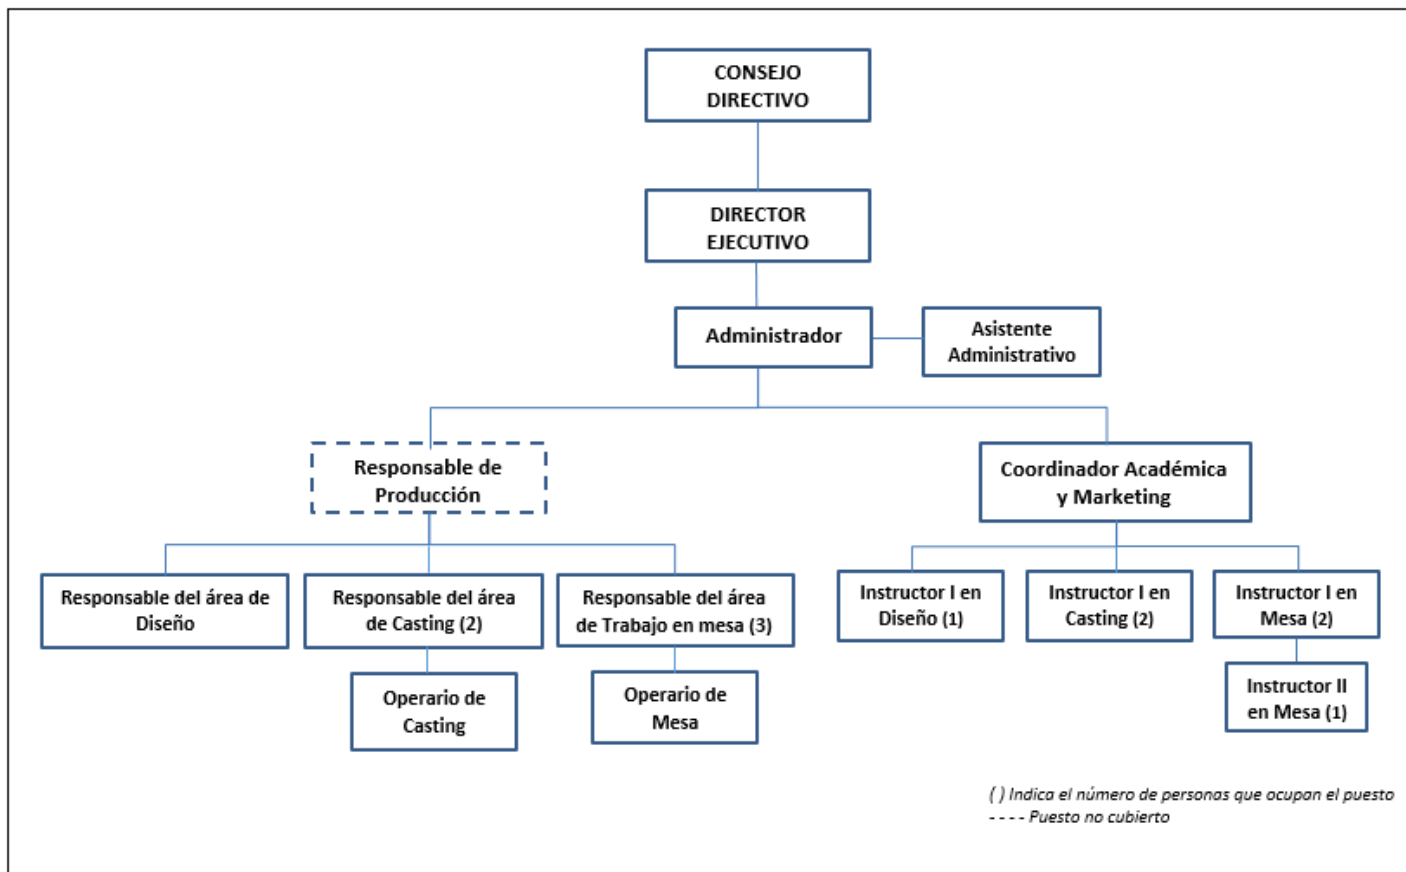 CONSEJO
DIRECTIVO
DIRECTOR
EJECUTIVO
Administrador
Asistente
Administrativo
Responsable de
Producción
Coordinador Académica
y Marketing
Responsable del área de
Diseño
Responsable del área
de Casting (2)
Responsable del área
de Trabajo en mesa (3)
Instructor I en
Diseño (1)
Instructor I en
Casting (2)
Instructor I en
Mesa (2)
Operario de
Casting
Operario de
Mesa
Instructor II
en Mesa (1)
( ) Indica el número de personas que ocupan el puesto
- - - - Puesto no cubierto